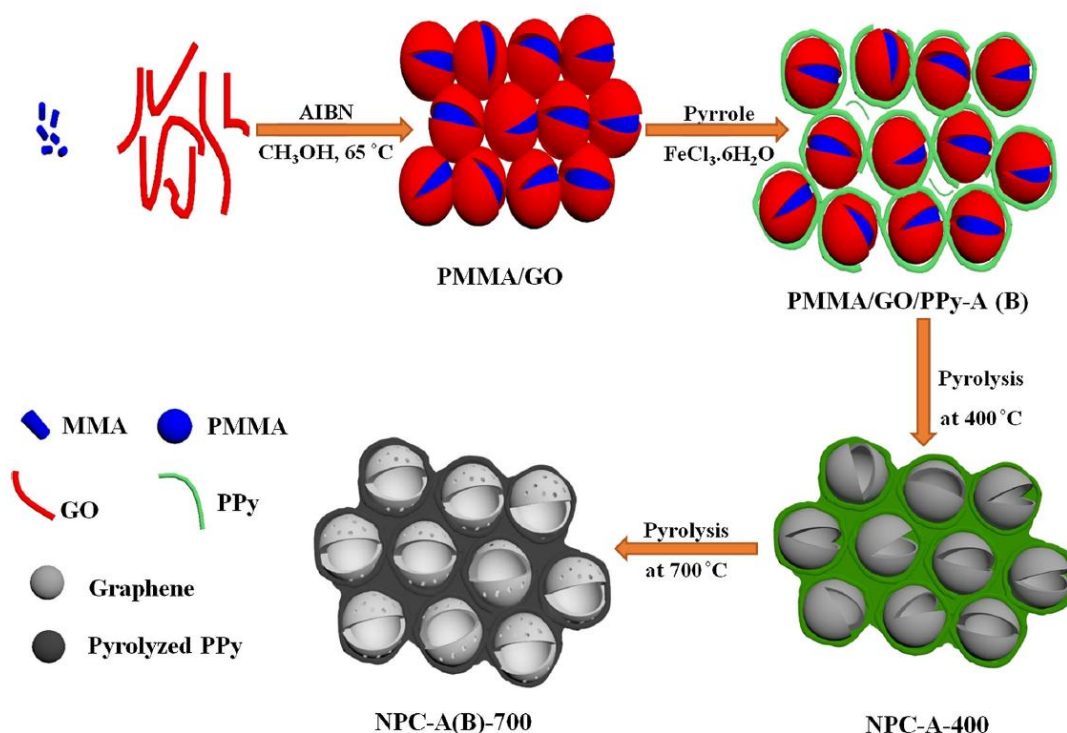 AIBN
CH₃OH, 65 °C
Pyrrole
FeCl₃.6H₂O
PMMA/GO
PMMA/GO/PPy-A (B)
Pyrolysis
at 400°C
MMA
PMMA
GO
PPy
Graphene
Pyrolyzed PPy
Pyrolysis
at 700°C
NPC-A(B)-700
NPC-A-400